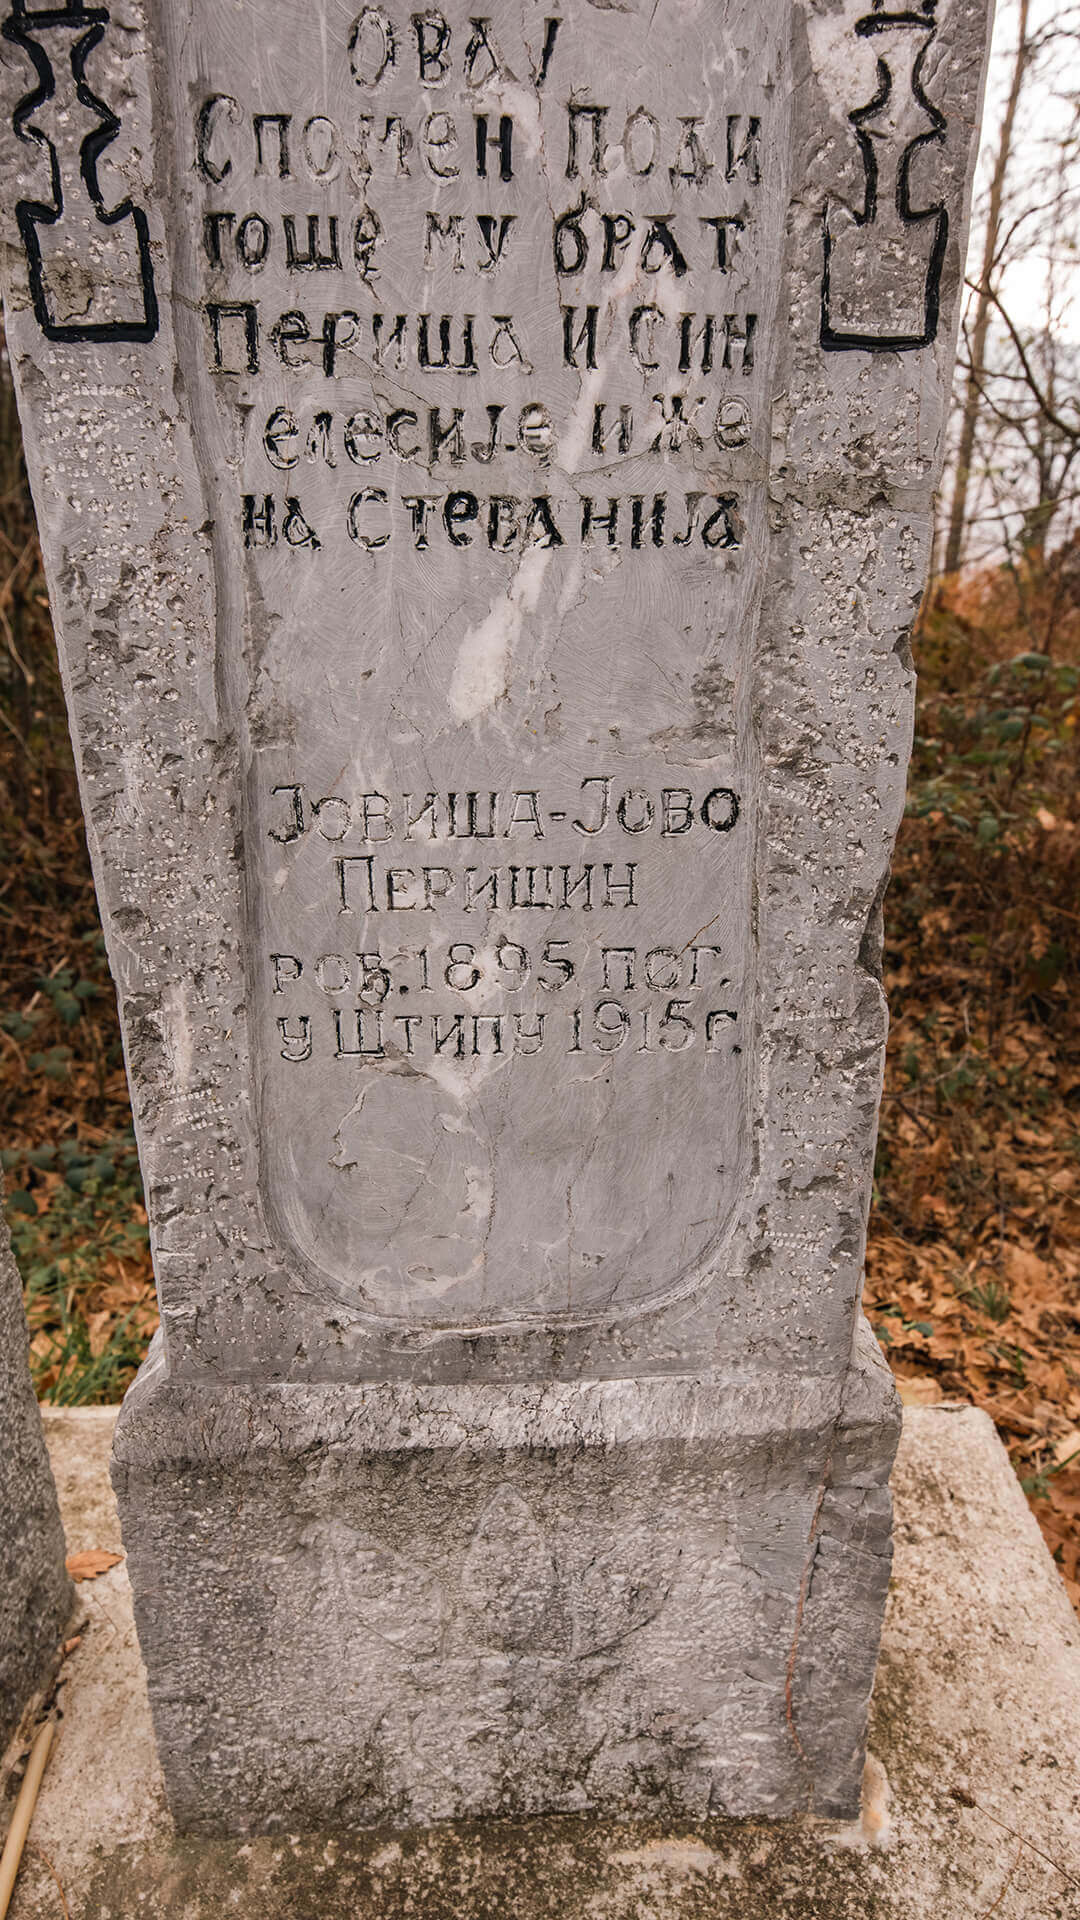 ОВАЈ
Спомен Поди
гоше му брат
Периша и Син
Јелесије и же
на Стеванија
Јовиша-Јово
Перишин
роѣ.1895 пог.
у Штипу 1915г.